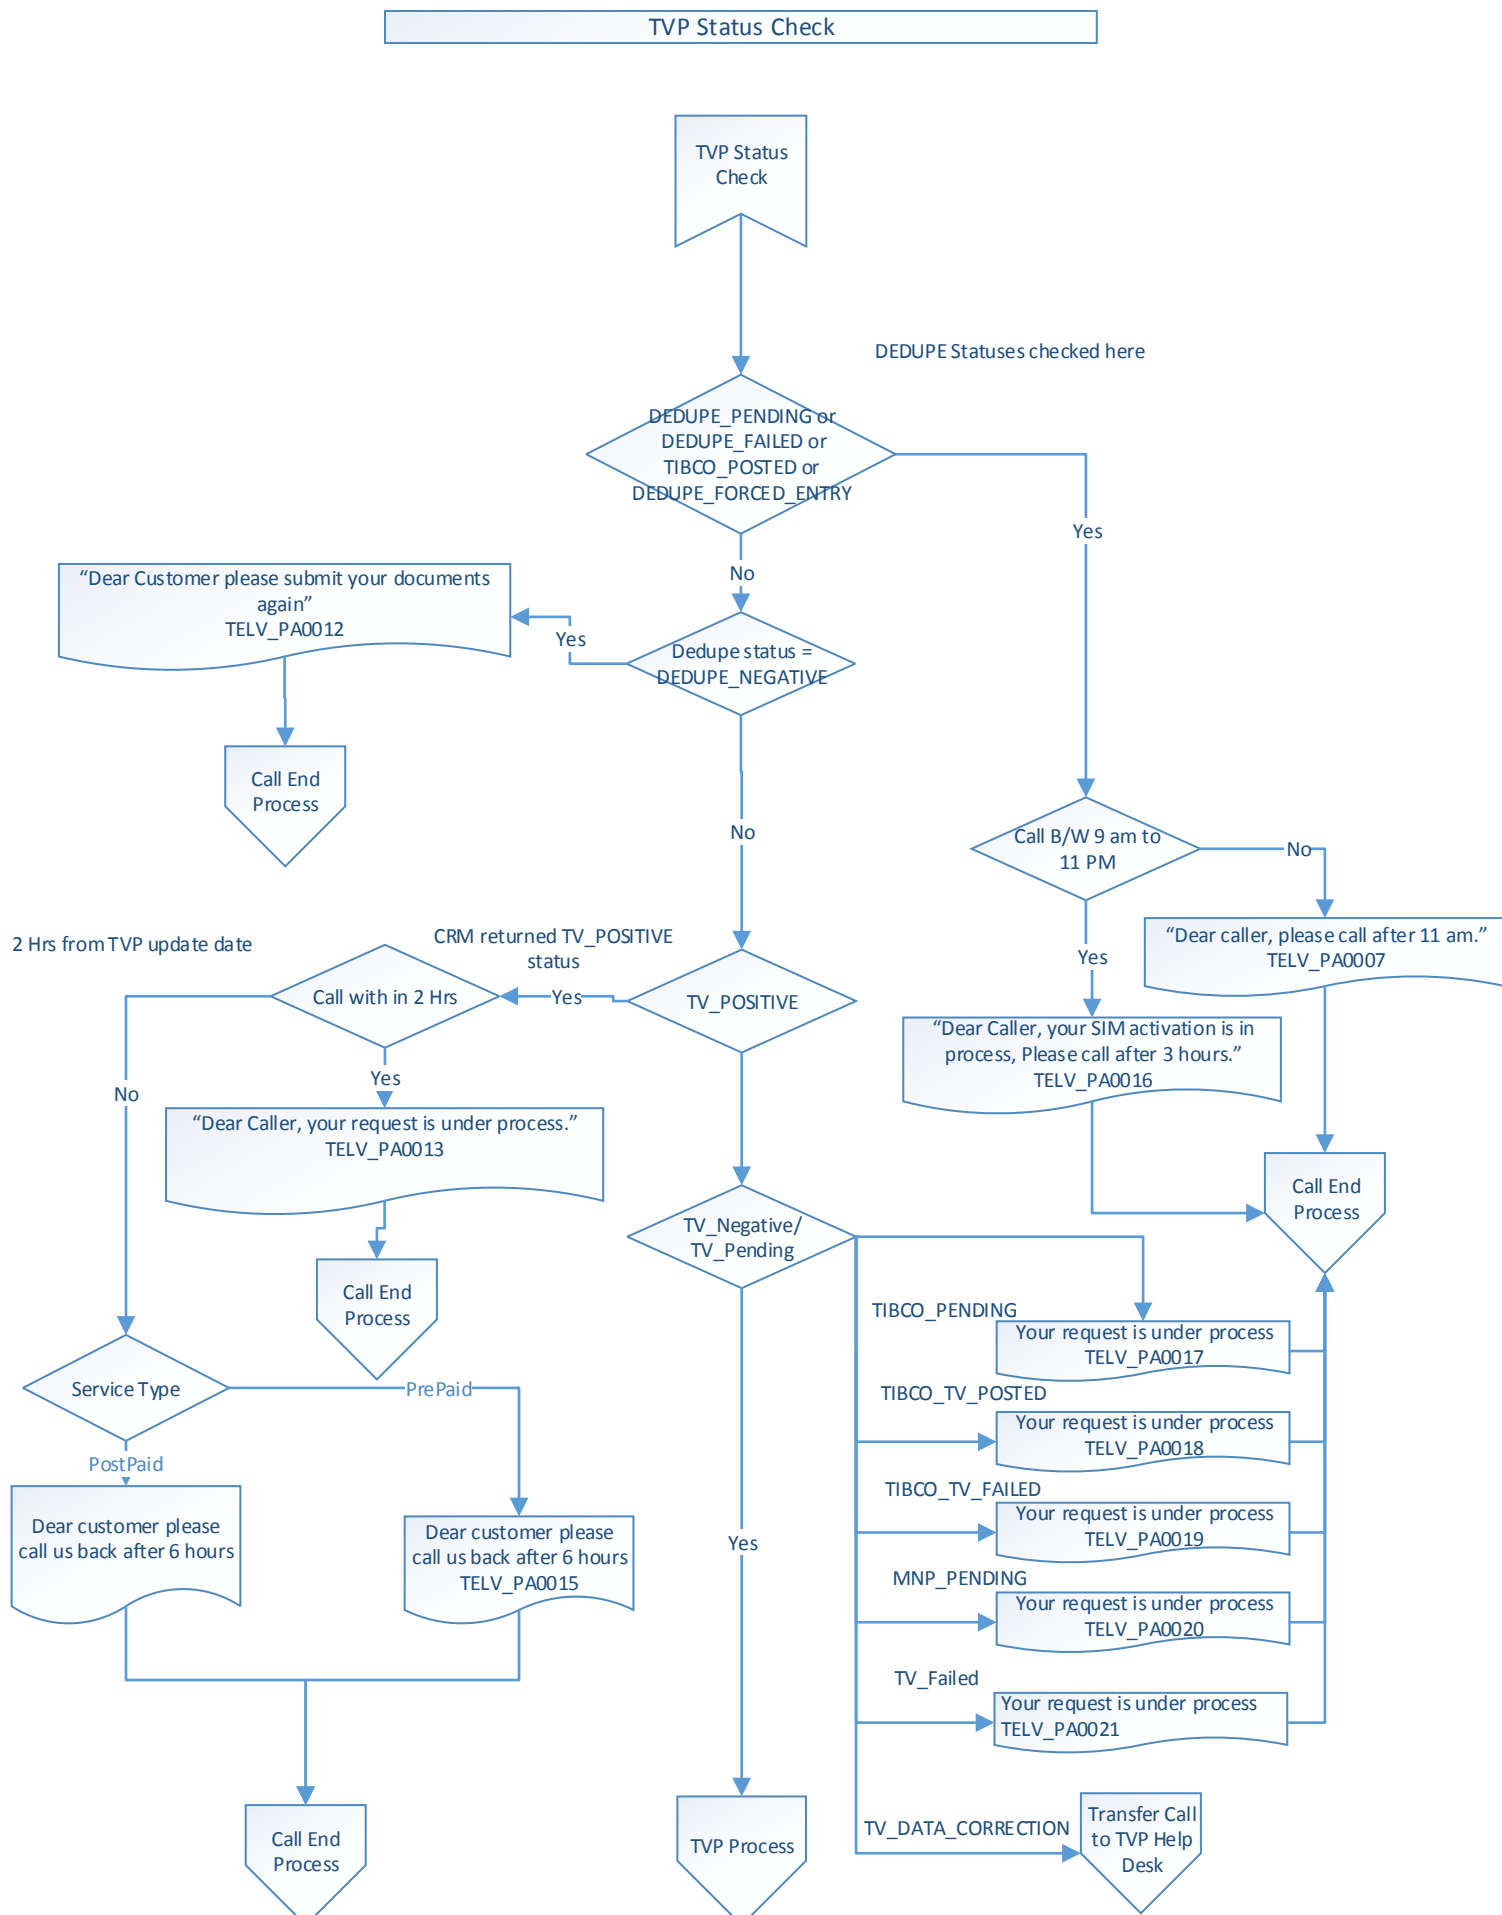 TVP Status Check
TVP Status
Check
DEDUPE Statuses checked here
DEDUPE_PENDING or
DEDUPE_FAILED or
TIBCO_POSTED or
DEDUPE_FORCED_ENTRY
Yes
No
“Dear Customer please submit your documents
again”
TELV_PA0012
Yes
Dedupe status =
DEDUPE_NEGATIVE
Call End
Process
No
Call B/W 9 am to
11 PM
No
2 Hrs from TVP update date
CRM returned TV_POSITIVE
status
Yes
“Dear caller, please call after 11 am.”
TELV_PA0007
Call with in 2 Hrs
Yes
TV_POSITIVE
“Dear Caller, your SIM activation is in
process, Please call after 3 hours.”
TELV_PA0016
No
Yes
“Dear Caller, your request is under process.”
TELV_PA0013
Call End
Process
TV_Negative/
TV_Pending
Call End
Process
TIBCO_PENDING
Your request is under process
TELV_PA0017
Service Type
PrePaid
TIBCO_TV_POSTED
Your request is under process
TELV_PA0018
PostPaid
TIBCO_TV_FAILED
Your request is under process
TELV_PA0019
Dear customer please
call us back after 6 hours
Dear customer please
call us back after 6 hours
TELV_PA0015
Yes
MNP_PENDING
Your request is under process
TELV_PA0020
TV_Failed
Your request is under process
TELV_PA0021
Call End
Process
TVP Process
TV_DATA_CORRECTION
Transfer Call
to TVP Help
Desk